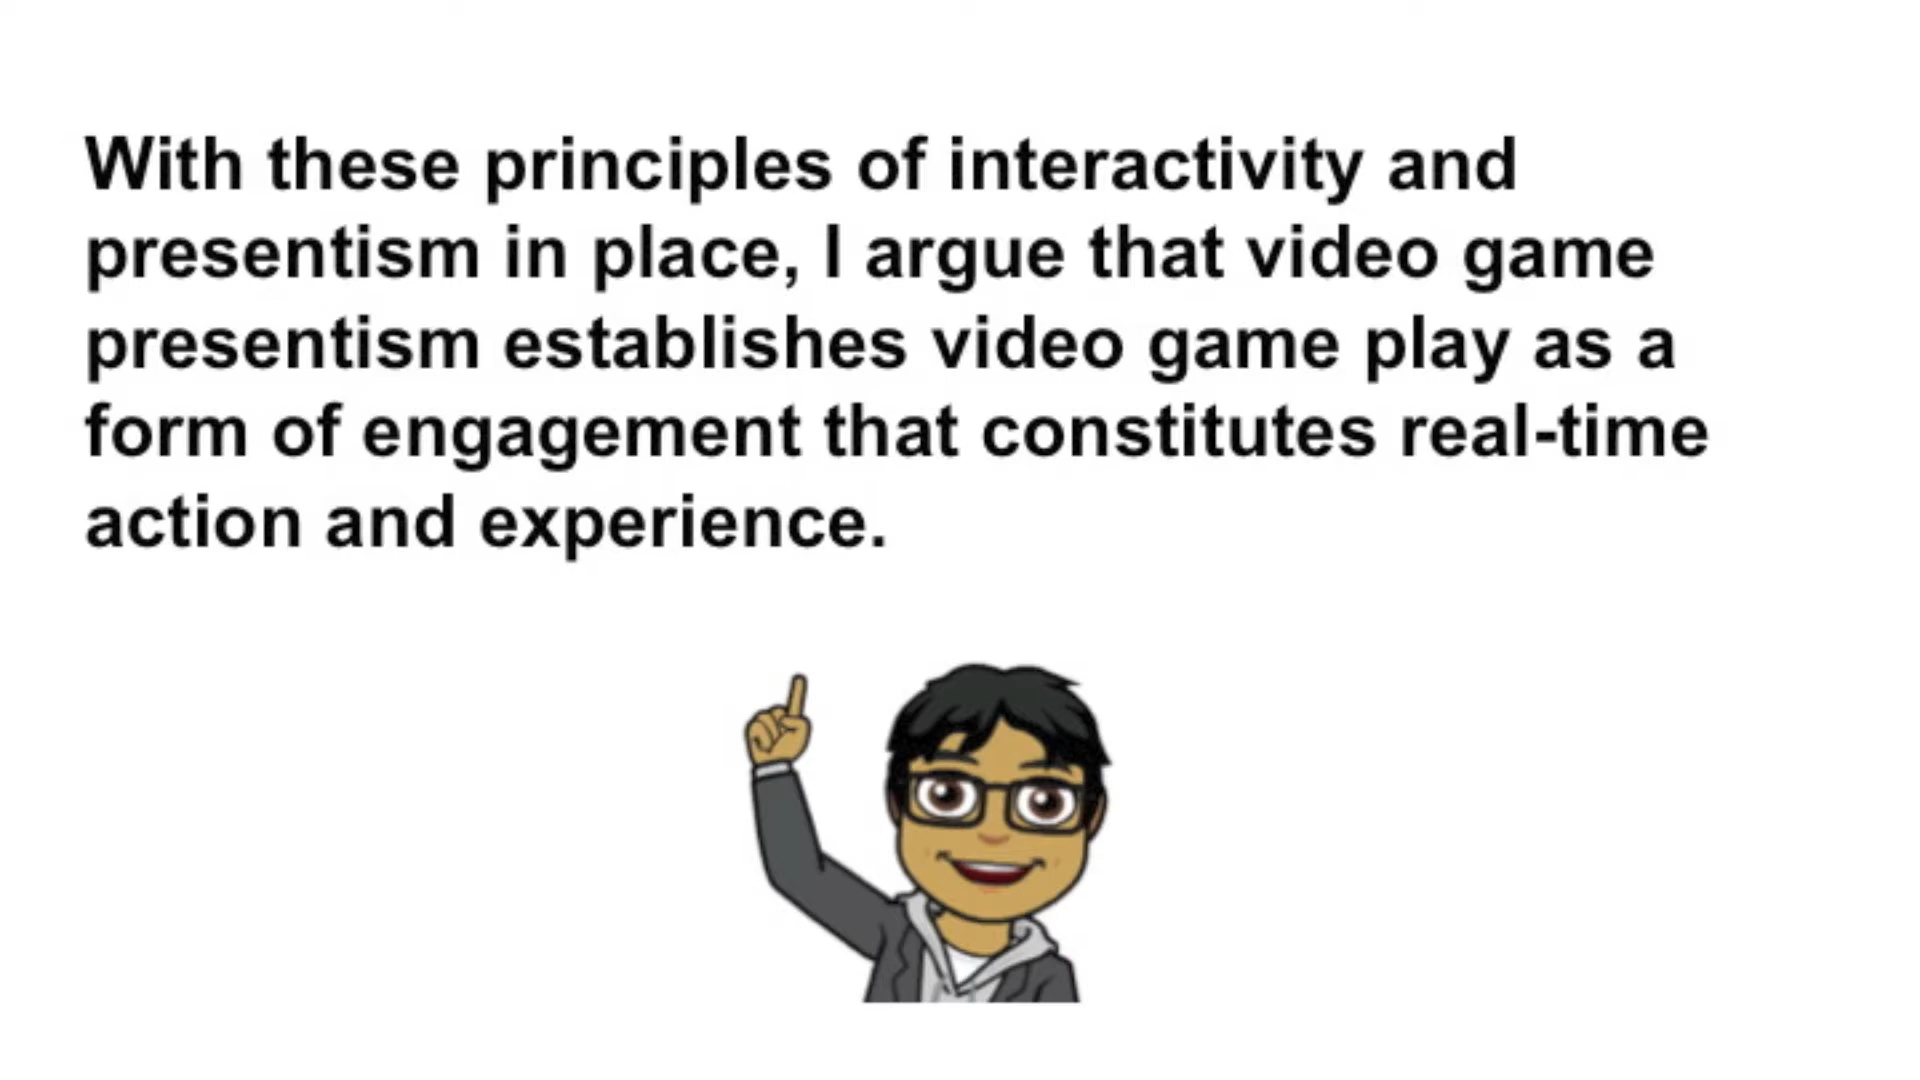 With these principles of interactivity and
presentism in place, I argue that video game
presentism establishes video game play as a
form of engagement that constitutes real-time
action and experience.